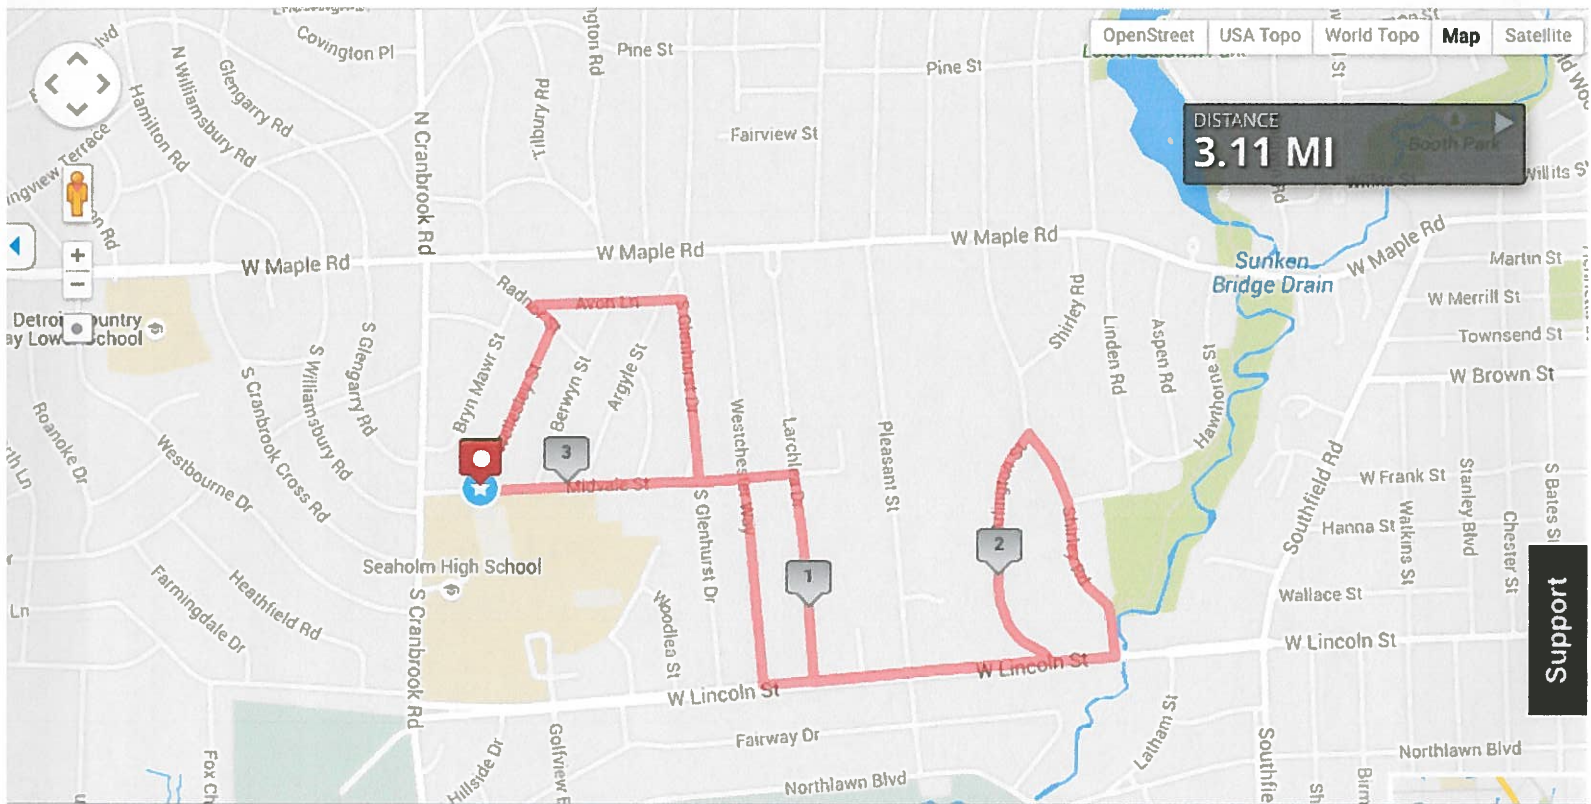 OpenStreet
USA Topo
World Topo
Map
Satellite
DISTANCE
3.11 MI
Covington Pl
Pine St
Pine St
N Williamsbury Rd
Glengarry Rd
Hamilton Rd
N Cranbrook Rd
Tilbury Rd
Fairview St
Booth Park
Willits St
W Maple Rd
W Maple Rd
W Maple Rd
W Maple Rd
Sunken
Bridge Drain
Martin St
W Merrill St
Townsend St
W Brown St
Avon Ln
Shirley Rd
Linden Rd
Aspen Rd
Hawthorne St
S Glengarry Rd
S Williamsbury Rd
S Cranbrook Cross Rd
Bryn Mawr St
Berwyn St
Argyle St
S Glenhurst Dr
Roanoke Dr
Westbourne Dr
Pleasant St
Southfield Rd
3
Midvale St
W Frank St
Stanley Blvd
S Bates St
Hanna St
Watkins St
Chester St
S Glenhurst Dr
2
Shirley Rd
1
Seaholm High School
Wallace St
Farmingdale Dr
Heathfield Rd
Woodlea St
S Cranbrook Rd
W Lincoln St
W Lincoln St
W Lincoln St
Support
Fairway Dr
Northlawn Blvd
Northlawn Blvd
Latham St
Hillside Dr